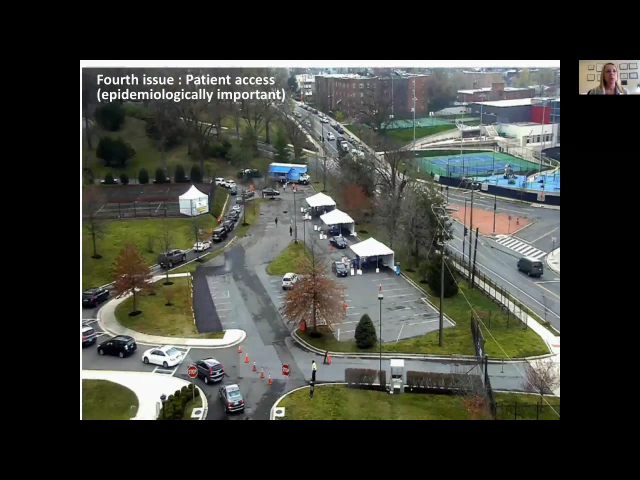 Fourth issue : Patient access
(epidemiologically important)